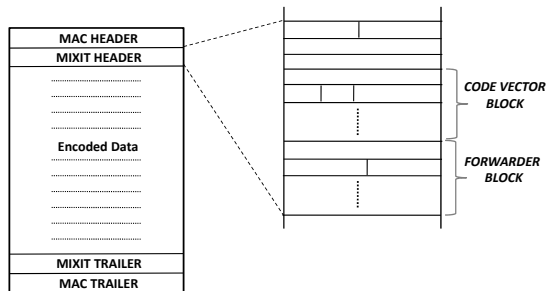 MAC HEADER
MIXIT HEADER
Encoded Data
MIXIT TRAILER
MAC TRAILER
CODE VECTOR
BLOCK
FORWARDER
BLOCK